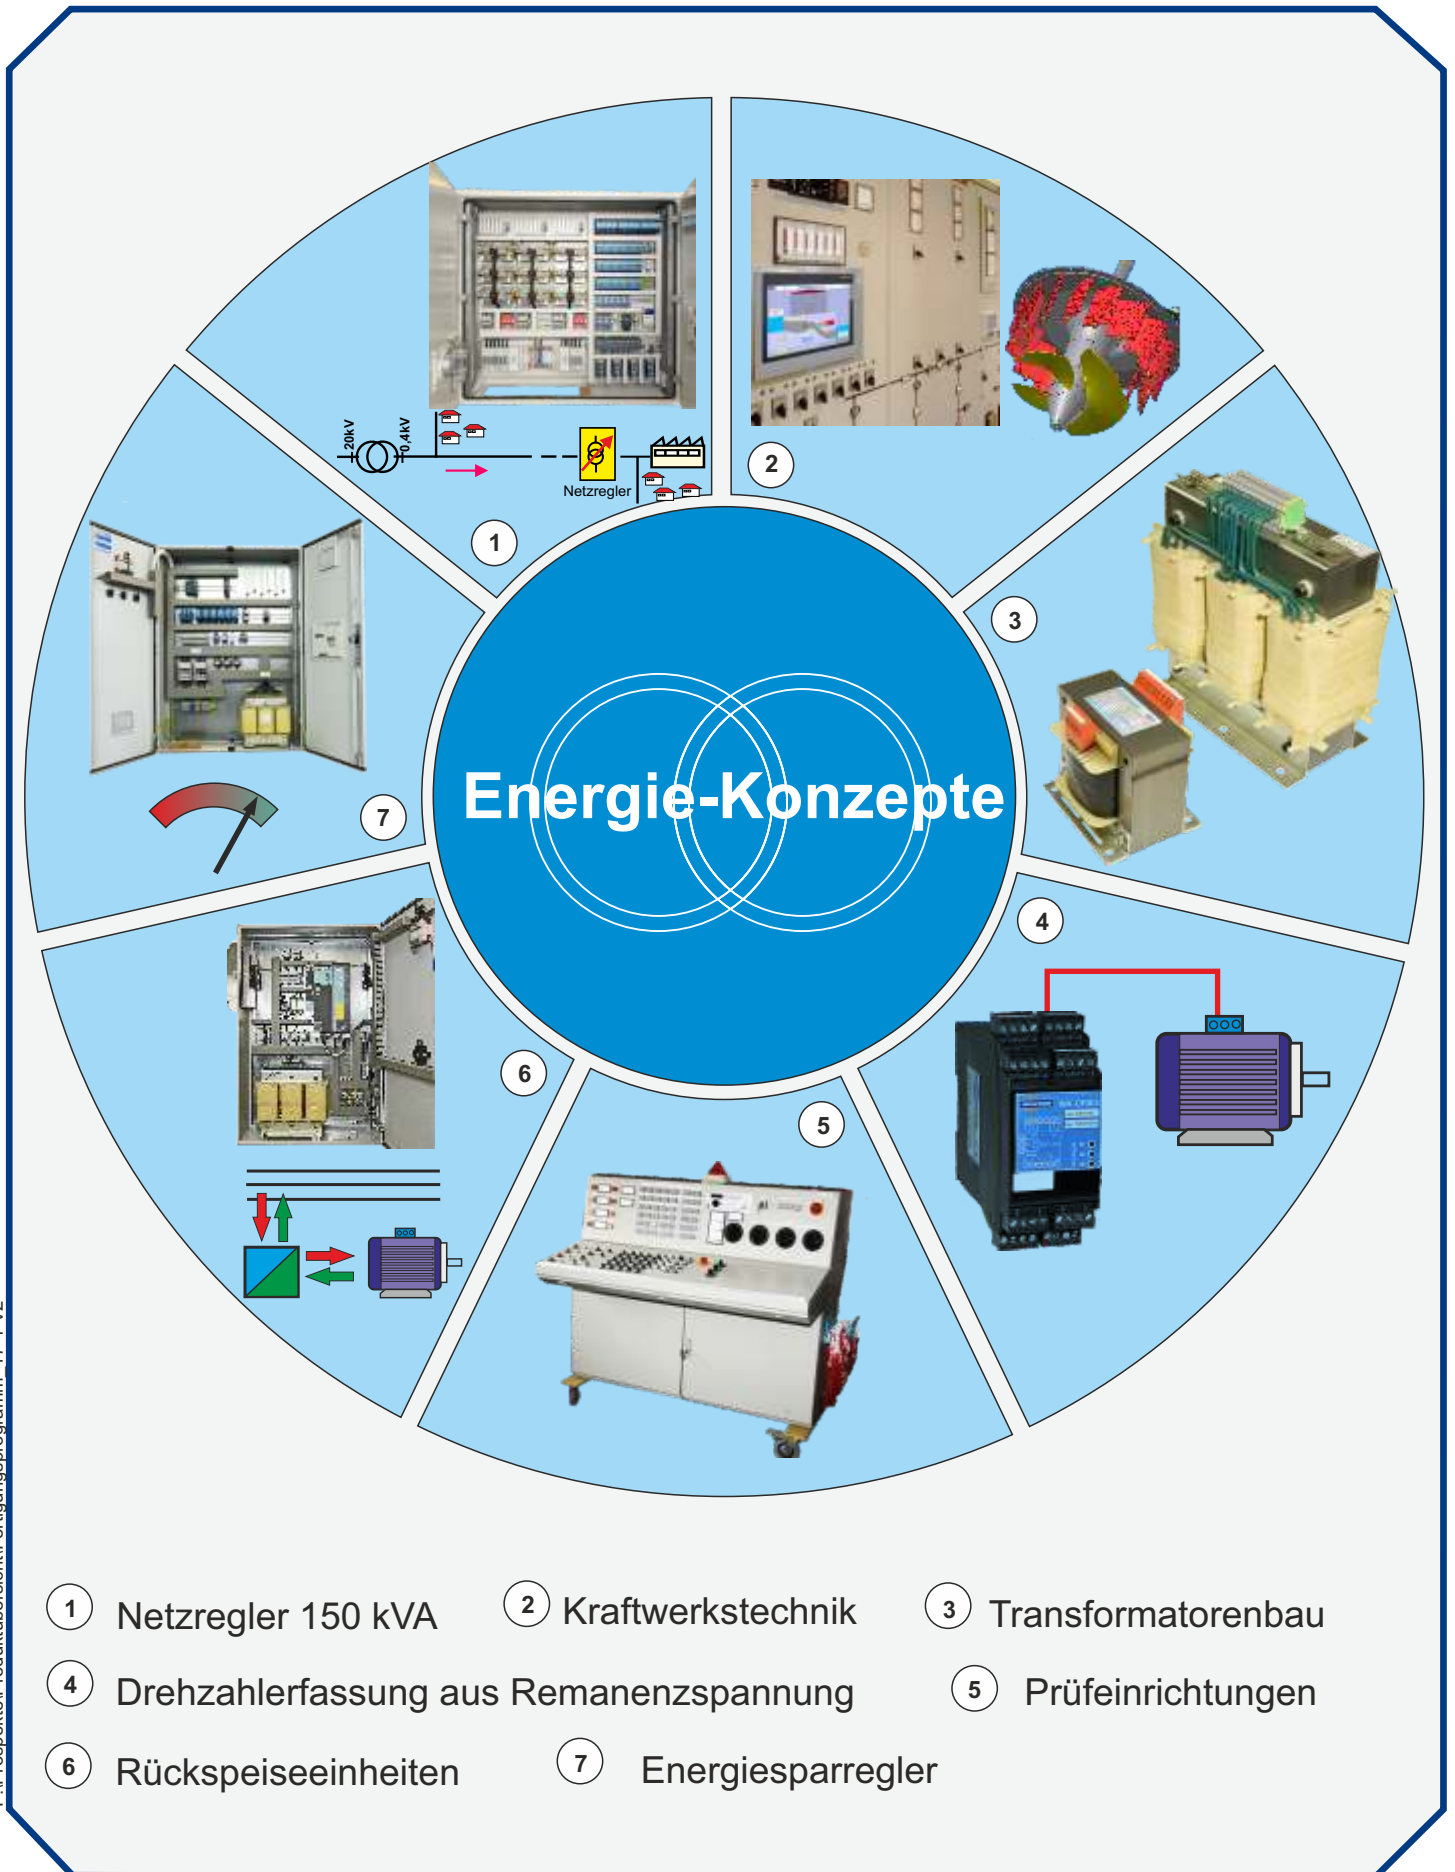 20kV
0,4kV
Netzregler
1
2
3
7
Energie-Konzepte
4
6
5
1 Netzregler 150 kVA
2 Kraftwerkstechnik
3 Transformatorenbau
4 Drehzahlerfassung aus Remanenzspannung
5 Prüfeinrichtungen
6 Rückspeiseeinheiten
7 Energiesparregler